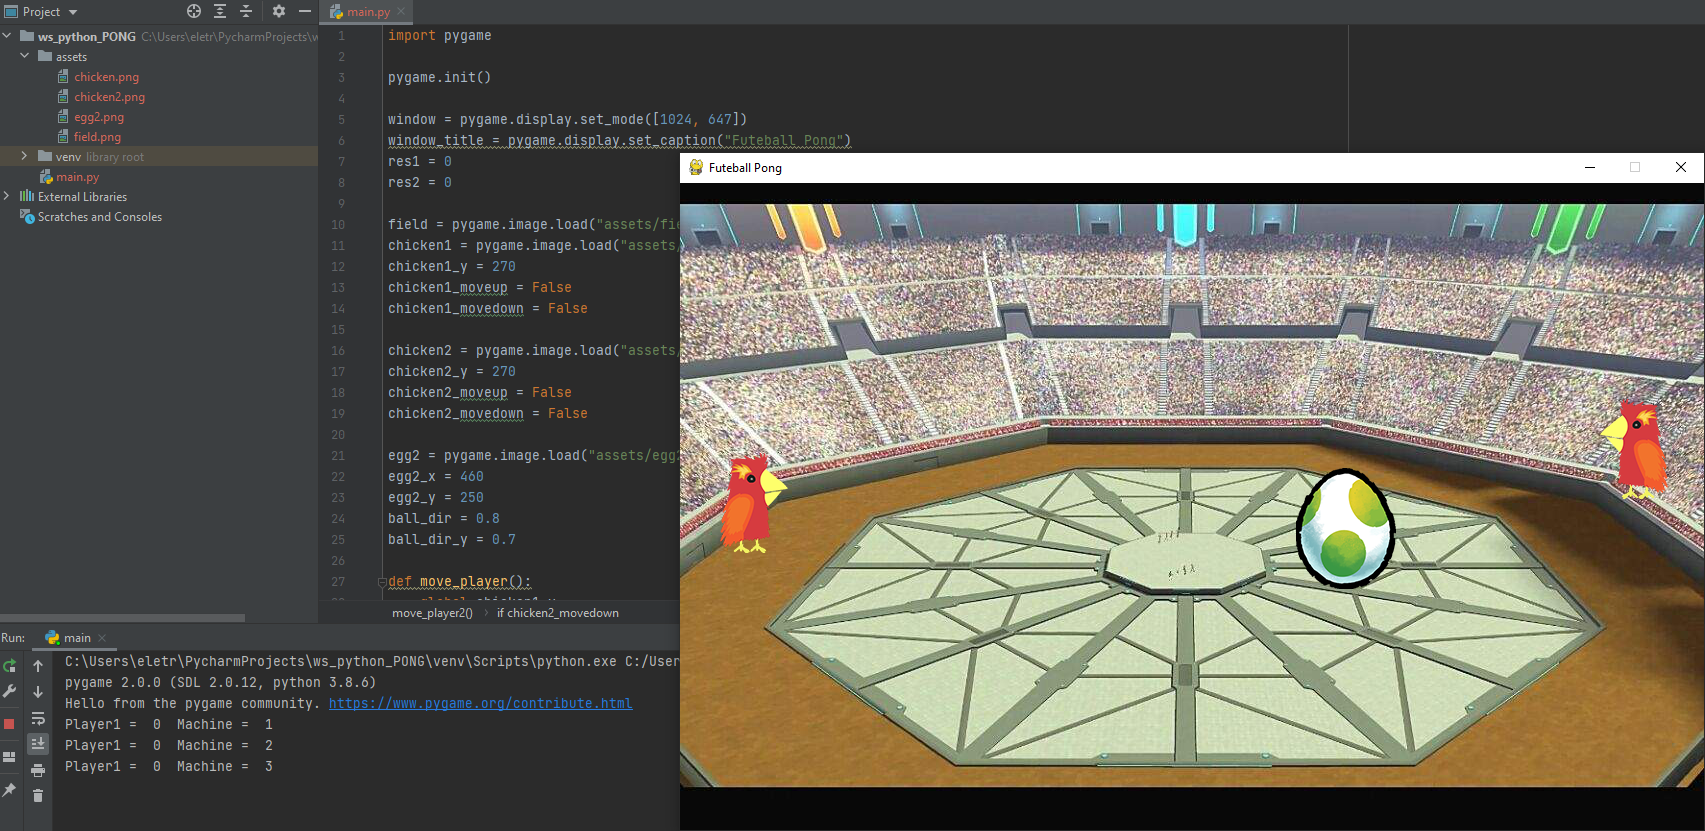 Project
main.py
ws_python_PONG C:\Users\eletr\PycharmProjects\w
assets
chicken.png
chicken2.png
egg2.png
field.png
venv library root
main.py
External Libraries
Scratches and Consoles
1 import pygame
2
3 pygame.init()
4
5 window = pygame.display.set_mode([1024, 647])
6 window_title = pygame.display.set_caption("Futeball Pong")
7 res1 = 0
8 res2 = 0
9
10 field = pygame.image.load("assets/fie
11 chicken1 = pygame.image.load("assets/
12 chicken1_y = 270
13 chicken1_moveup = False
14 chicken1_movedown = False
15
16 chicken2 = pygame.image.load("assets/
17 chicken2_y = 270
18 chicken2_moveup = False
19 chicken2_movedown = False
20
21 egg2 = pygame.image.load("assets/egg2
22 egg2_x = 460
23 egg2_y = 250
24 ball_dir = 0.8
25 ball_dir_y = 0.7
26
27 def move_player():
move_player2() › if chicken2_movedown
Futeball Pong
Run: main
C:\Users\eletr\PycharmProjects\ws_python_PONG\venv\Scripts\python.exe C:/User
pygame 2.0.0 (SDL 2.0.12, python 3.8.6)
Hello from the pygame community. https://www.pygame.org/contribute.html
Player1 = 0 Machine = 1
Player1 = 0 Machine = 2
Player1 = 0 Machine = 3